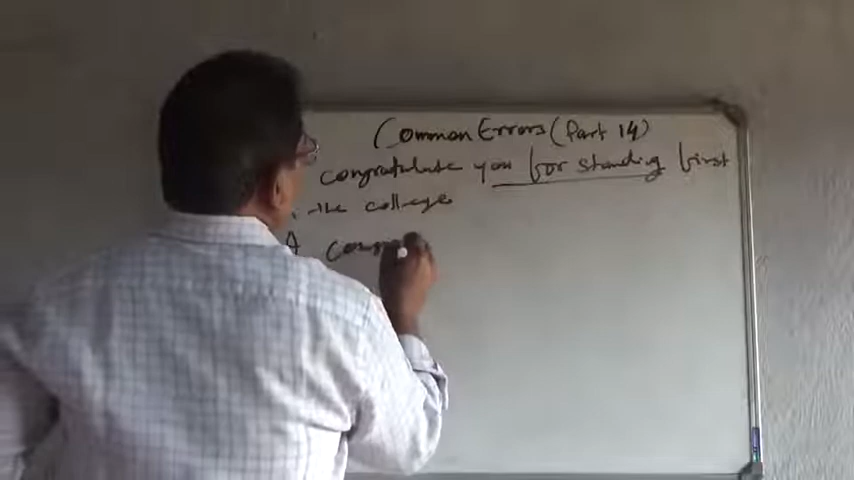 Common Errors (Part 14)
congratulate you for standing first
the college